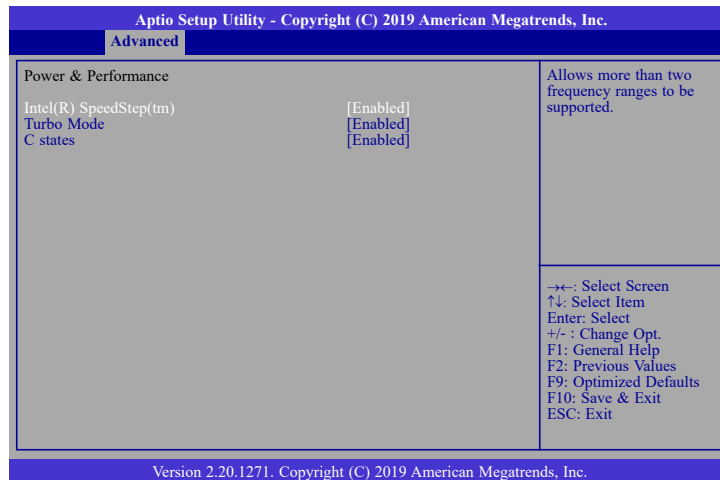 Aptio Setup Utility - Copyright (C) 2019 American Megatrends, Inc.
Advanced
Power & Performance
Intel(R) SpeedStep(tm) [Enabled]
Turbo Mode [Enabled]
C states [Enabled]
Allows more than two
frequency ranges to be
supported.
→←: Select Screen
↑↓: Select Item
Enter: Select
+/- : Change Opt.
F1: General Help
F2: Previous Values
F9: Optimized Defaults
F10: Save & Exit
ESC: Exit
Version 2.20.1271. Copyright (C) 2019 American Megatrends, Inc.